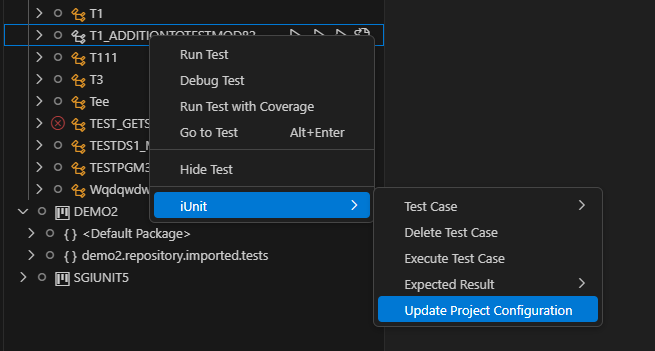 T1
T1_ADDITIONTOTESTMOD82
T111
T3
Tee
TEST_GETS
TESTDS1_M
TESTPGM3
Wqdqwdw
DEMO2
{ } <Default Package>
{ } demo2.repository.imported.tests
SGIUNIT5
Run Test
Debug Test
Run Test with Coverage
Go to Test Alt+Enter
Hide Test
iUnit
Test Case
Delete Test Case
Execute Test Case
Expected Result
Update Project Configuration